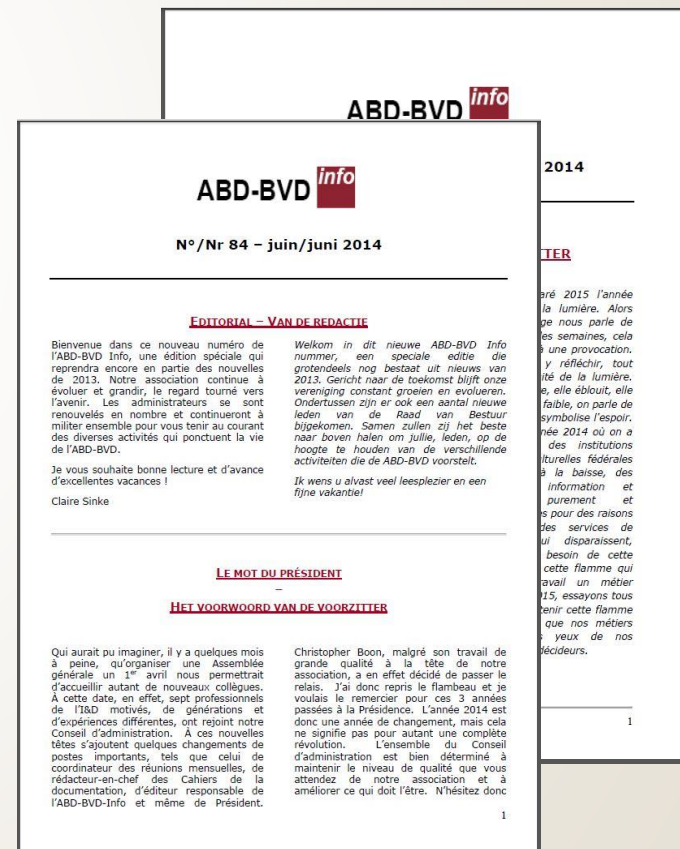 ABD-BVD info
N°/Nr 84 – juin/juni 2014
EDITORIAL – VAN DE REDACTIE
Bienvenue dans ce nouveau numéro de
l'ABD-BVD Info, une édition spéciale qui
reprendra encore en partie des nouvelles
de 2013. Notre association continue à
évoluer et grandir, le regard tourné vers
l'avenir. Les administrateurs se sont
renouvelés en nombre et continueront à
militer ensemble pour vous tenir au courant
des diverses activités qui ponctuent la vie
de l'ABD-BVD.
Je vous souhaite bonne lecture et d'avance
d'excellentes vacances !
Claire Sinke
Welkom in dit nieuwe ABD-BVD Info
nummer, een speciale editie die
grotendeels nog bestaat uit nieuws van
2013. Gericht naar de toekomst blijft onze
vereniging constant groeien en evolueren.
Ondertussen zijn er ook een aantal nieuwe
leden van de Raad van Bestuur
bijgekomen. Samen zullen zij het beste
naar boven halen om jullie, leden, op de
hoogte te houden van de verschillende
activiteiten die de ABD-BVD voorstelt.
Ik wens u alvast veel leesplezier en een
fijne vakantie!
LE MOT DU PRÉSIDENT
–
HET VOORWOORD VAN DE VOORZITTER
Qui aurait pu imaginer, il y a quelques mois
à peine, qu'organiser une Assemblée
générale un 1er avril nous permettrait
d'accueillir autant de nouveaux collègues.
À cette date, en effet, sept professionnels
de l'I&D motivés, de générations et
d'expériences différentes, ont rejoint notre
Conseil d'administration. À ces nouvelles
têtes s'ajoutent quelques changements de
postes importants, tels que celui de
coordinateur des réunions mensuelles, de
rédacteur-en-chef des Cahiers de la
documentation, d'éditeur responsable de
l'ABD-BVD-Info et même de Président.
Christopher Boon, malgré son travail de
grande qualité à la tête de notre
association, a en effet décidé de passer le
relais. J'ai donc repris le flambeau et je
voulais le remercier pour ces 3 années
passées à la Présidence. L'année 2014 est
donc une année de changement, mais cela
ne signifie pas pour autant une complète
révolution. L'ensemble du Conseil
d'administration est bien déterminé à
maintenir le niveau de qualité que vous
attendez de notre association et à
améliorer ce qui doit l'être. N'hésitez donc
1
ABD-BVD info
2014
TTER
aré 2015 l'année
la lumière. Alors
ge nous parle de
les semaines, cela
à une provocation.
y réfléchir, tout
ité de la lumière.
e, elle éblouit, elle
faible, on parle de
symbolise l'espoir.
née 2014 où on a
des institutions
lturelles fédérales
à la baisse, des
information et
purement et
s pour des raisons
des services de
ui disparaissent,
besoin de cette
cette flamme qui
avail un métier
15, essayons tous
tenir cette flamme
que nos métiers
yeux de nos
décideurs.
1